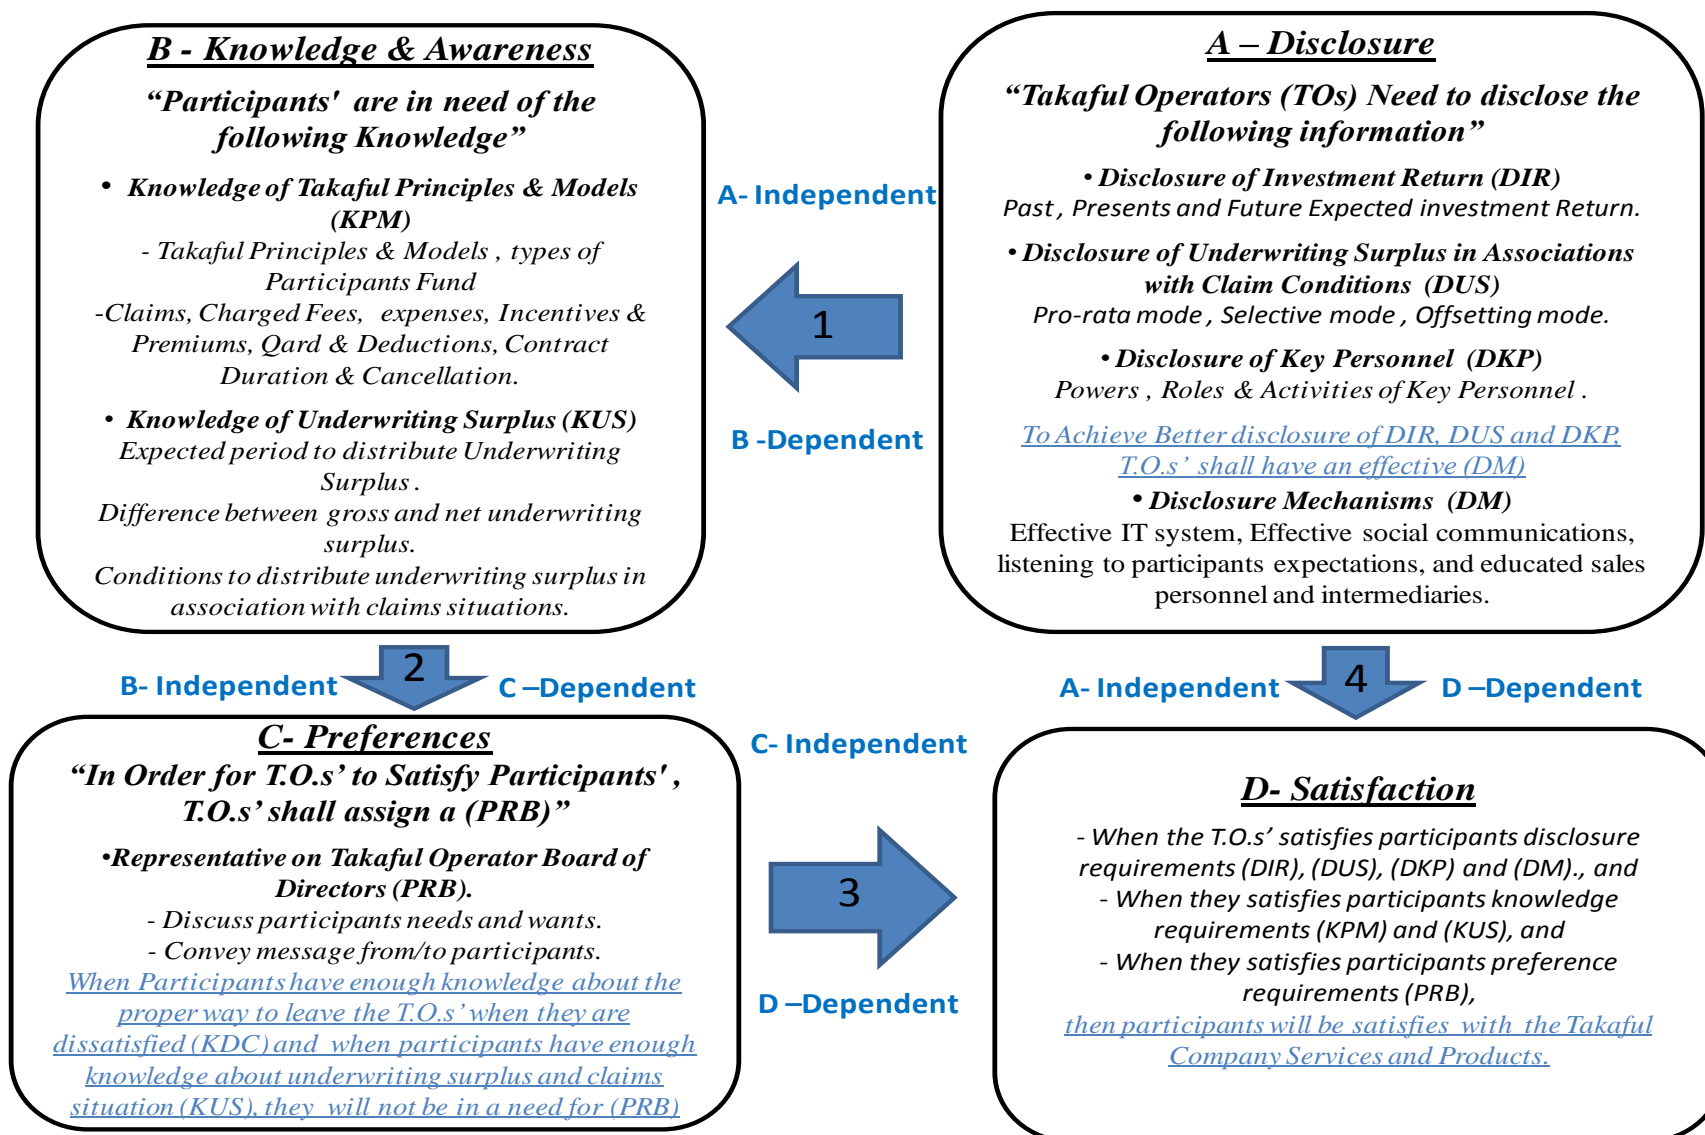 B - Knowledge & Awareness
“Participants' are in need of the
following Knowledge”
• Knowledge of Takaful Principles & Models
(KPM)
- Takaful Principles & Models , types of
Participants Fund
-Claims, Charged Fees, expenses, Incentives &
Premiums, Qard & Deductions, Contract
Duration & Cancellation.
• Knowledge of Underwriting Surplus (KUS)
Expected period to distribute Underwriting
Surplus .
Difference between gross and net underwriting
surplus.
Conditions to distribute underwriting surplus in
association with claims situations.
A- Independent
1
B -Dependent
A – Disclosure
“Takaful Operators (TOs) Need to disclose the
following information”
• Disclosure of Investment Return (DIR)
Past , Presents and Future Expected investment Return.
• Disclosure of Underwriting Surplus in Associations
with Claim Conditions (DUS)
Pro-rata mode , Selective mode , Offsetting mode.
• Disclosure of Key Personnel (DKP)
Powers , Roles & Activities of Key Personnel .
To Achieve Better disclosure of DIR, DUS and DKP,
T.O.s’ shall have an effective (DM)
• Disclosure Mechanisms (DM)
Effective IT system, Effective social communications,
listening to participants expectations, and educated sales
personnel and intermediaries.
B- Independent
2
C –Dependent
A- Independent
4
D –Dependent
C- Preferences
“In Order for T.O.s’ to Satisfy Participants' ,
T.O.s’ shall assign a (PRB)”
•Representative on Takaful Operator Board of
Directors (PRB).
- Discuss participants needs and wants.
- Convey message from/to participants.
When Participants have enough knowledge about the
proper way to leave the T.O.s’ when they are
dissatisfied (KDC) and when participants have enough
knowledge about underwriting surplus and claims
situation (KUS), they will not be in a need for (PRB)
C- Independent
3
D –Dependent
D- Satisfaction
- When the T.O.s’ satisfies participants disclosure
requirements (DIR), (DUS), (DKP) and (DM)., and
- When they satisfies participants knowledge
requirements (KPM) and (KUS), and
- When they satisfies participants preference
requirements (PRB),
then participants will be satisfies with the Takaful
Company Services and Products.